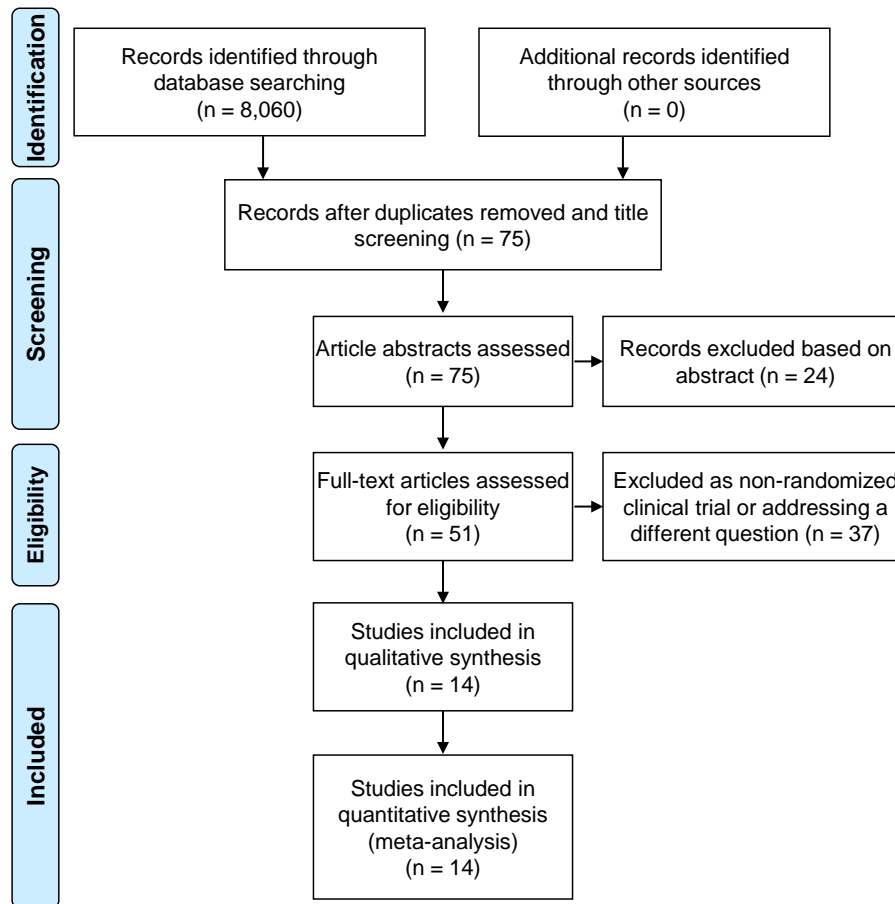 Identification
Records identified through
database searching
(n = 8,060)
Additional records identified
through other sources
(n = 0)
Screening
Records after duplicates removed and title
screening (n = 75)
Article abstracts assessed
(n = 75)
Records excluded based on
abstract (n = 24)
Eligibility
Full-text articles assessed
for eligibility
(n = 51)
Excluded as non-randomized
clinical trial or addressing a
different question (n = 37)
Included
Studies included in
qualitative synthesis
(n = 14)
Studies included in
quantitative synthesis
(meta-analysis)
(n = 14)